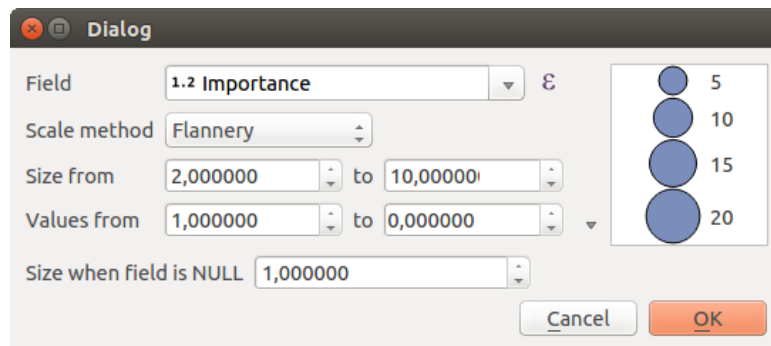 Dialog
Field 1.2 Importance ε
Scale method Flannery
Size from 2,000000 to 10,00000
Values from 1,000000 to 0,000000
Size when field is NULL 1,000000
5
10
15
20
Cancel OK